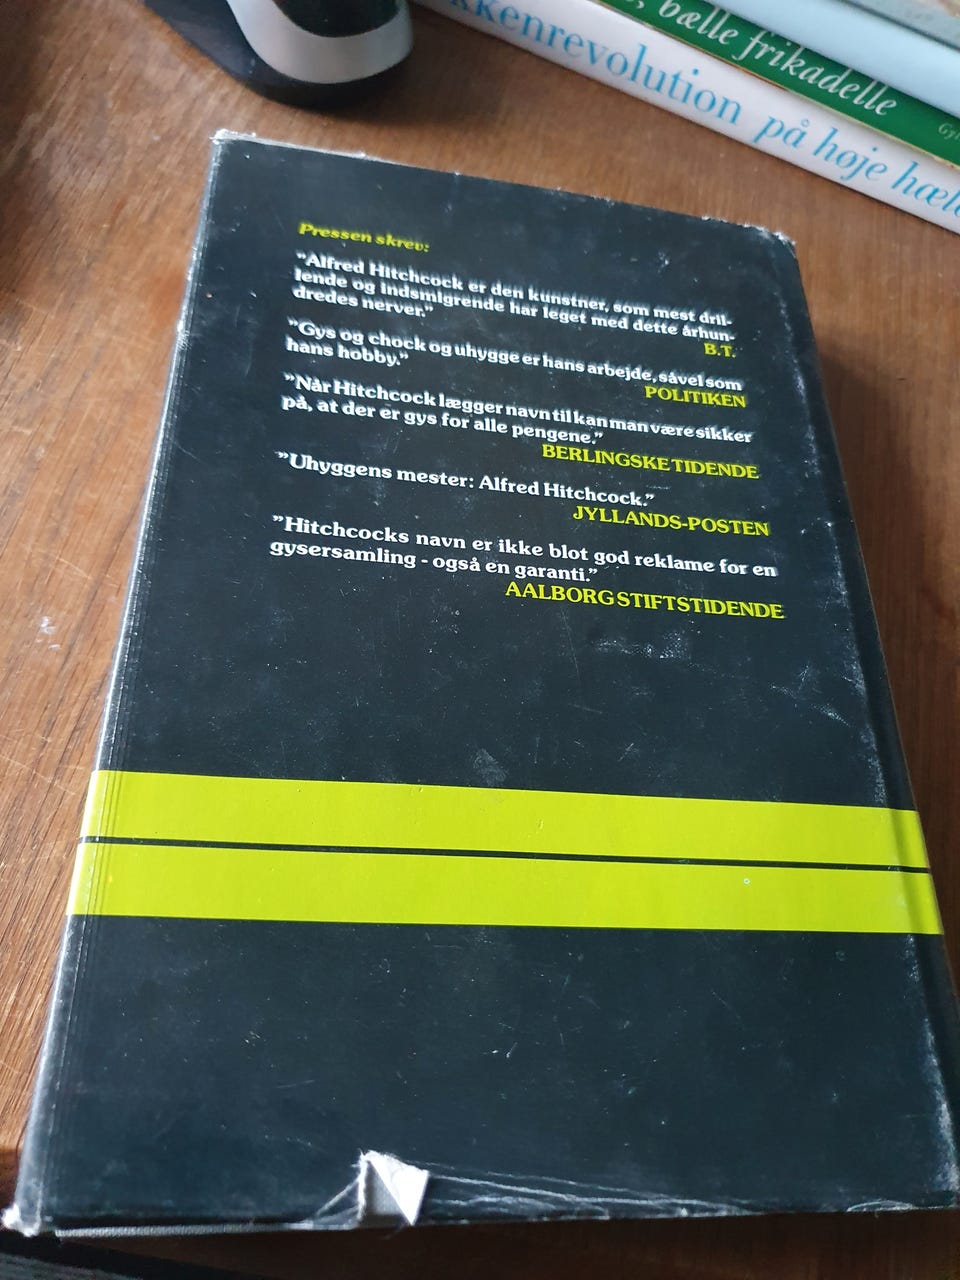 , bælle frikadelle
kkenrevolution på høje hæle
Pressen skrev:
”Alfred Hitchcock er den kunstner, som mest dril-
lende og indsmigrende har leget med dette århun-
dredes nerver.”
B.T.
”Gys og chock og uhygge er hans arbejde, såvel som
hans hobby.”
POLITIKEN
”Når Hitchcock lægger navn til kan man være sikker
på, at der er gys for alle pengene.”
BERLINGSKE TIDENDE
”Uhyggens mester: Alfred Hitchcock.”
JYLLANDS-POSTEN
”Hitchcocks navn er ikke blot god reklame for en
gysersamling - også en garanti.”
AALBORG STIFTSTIDENDE